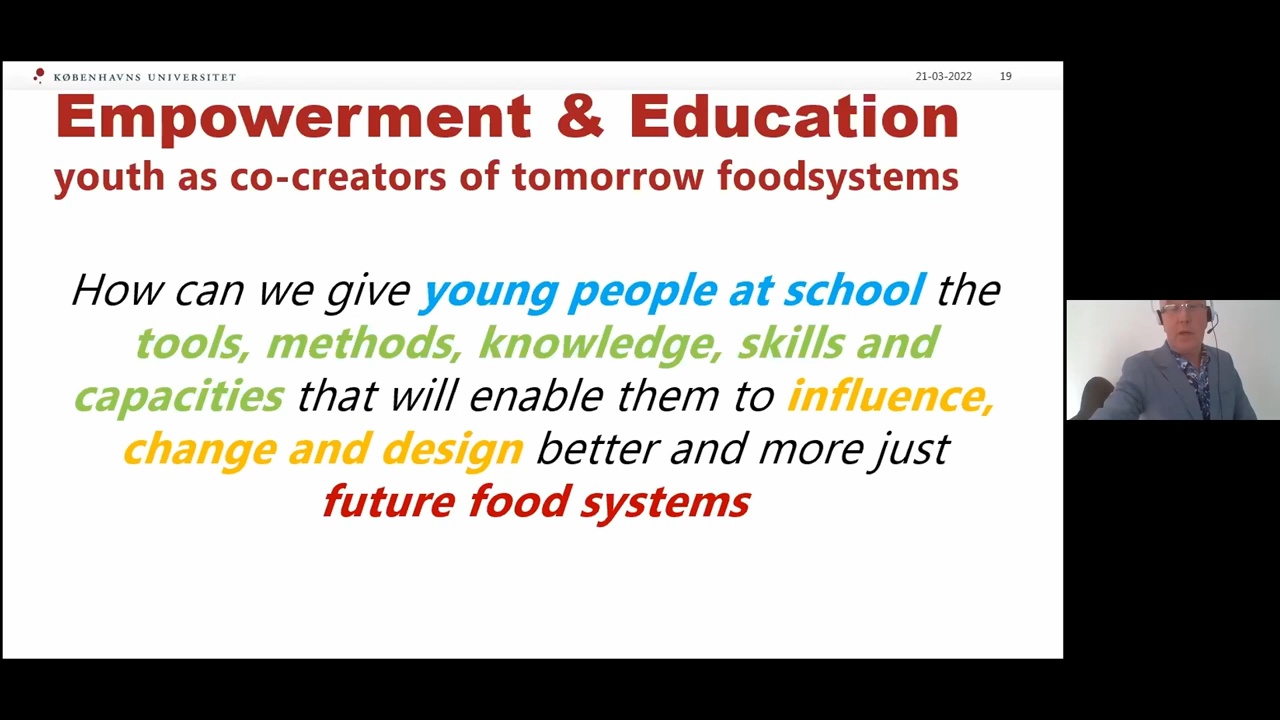 KØBENHAVNS UNIVERSITET
21-03-2022 19
Empowerment & Education
youth as co-creators of tomorrow foodsystems
How can we give young people at school the
tools, methods, knowledge, skills and
capacities that will enable them to influence,
change and design better and more just
future food systems